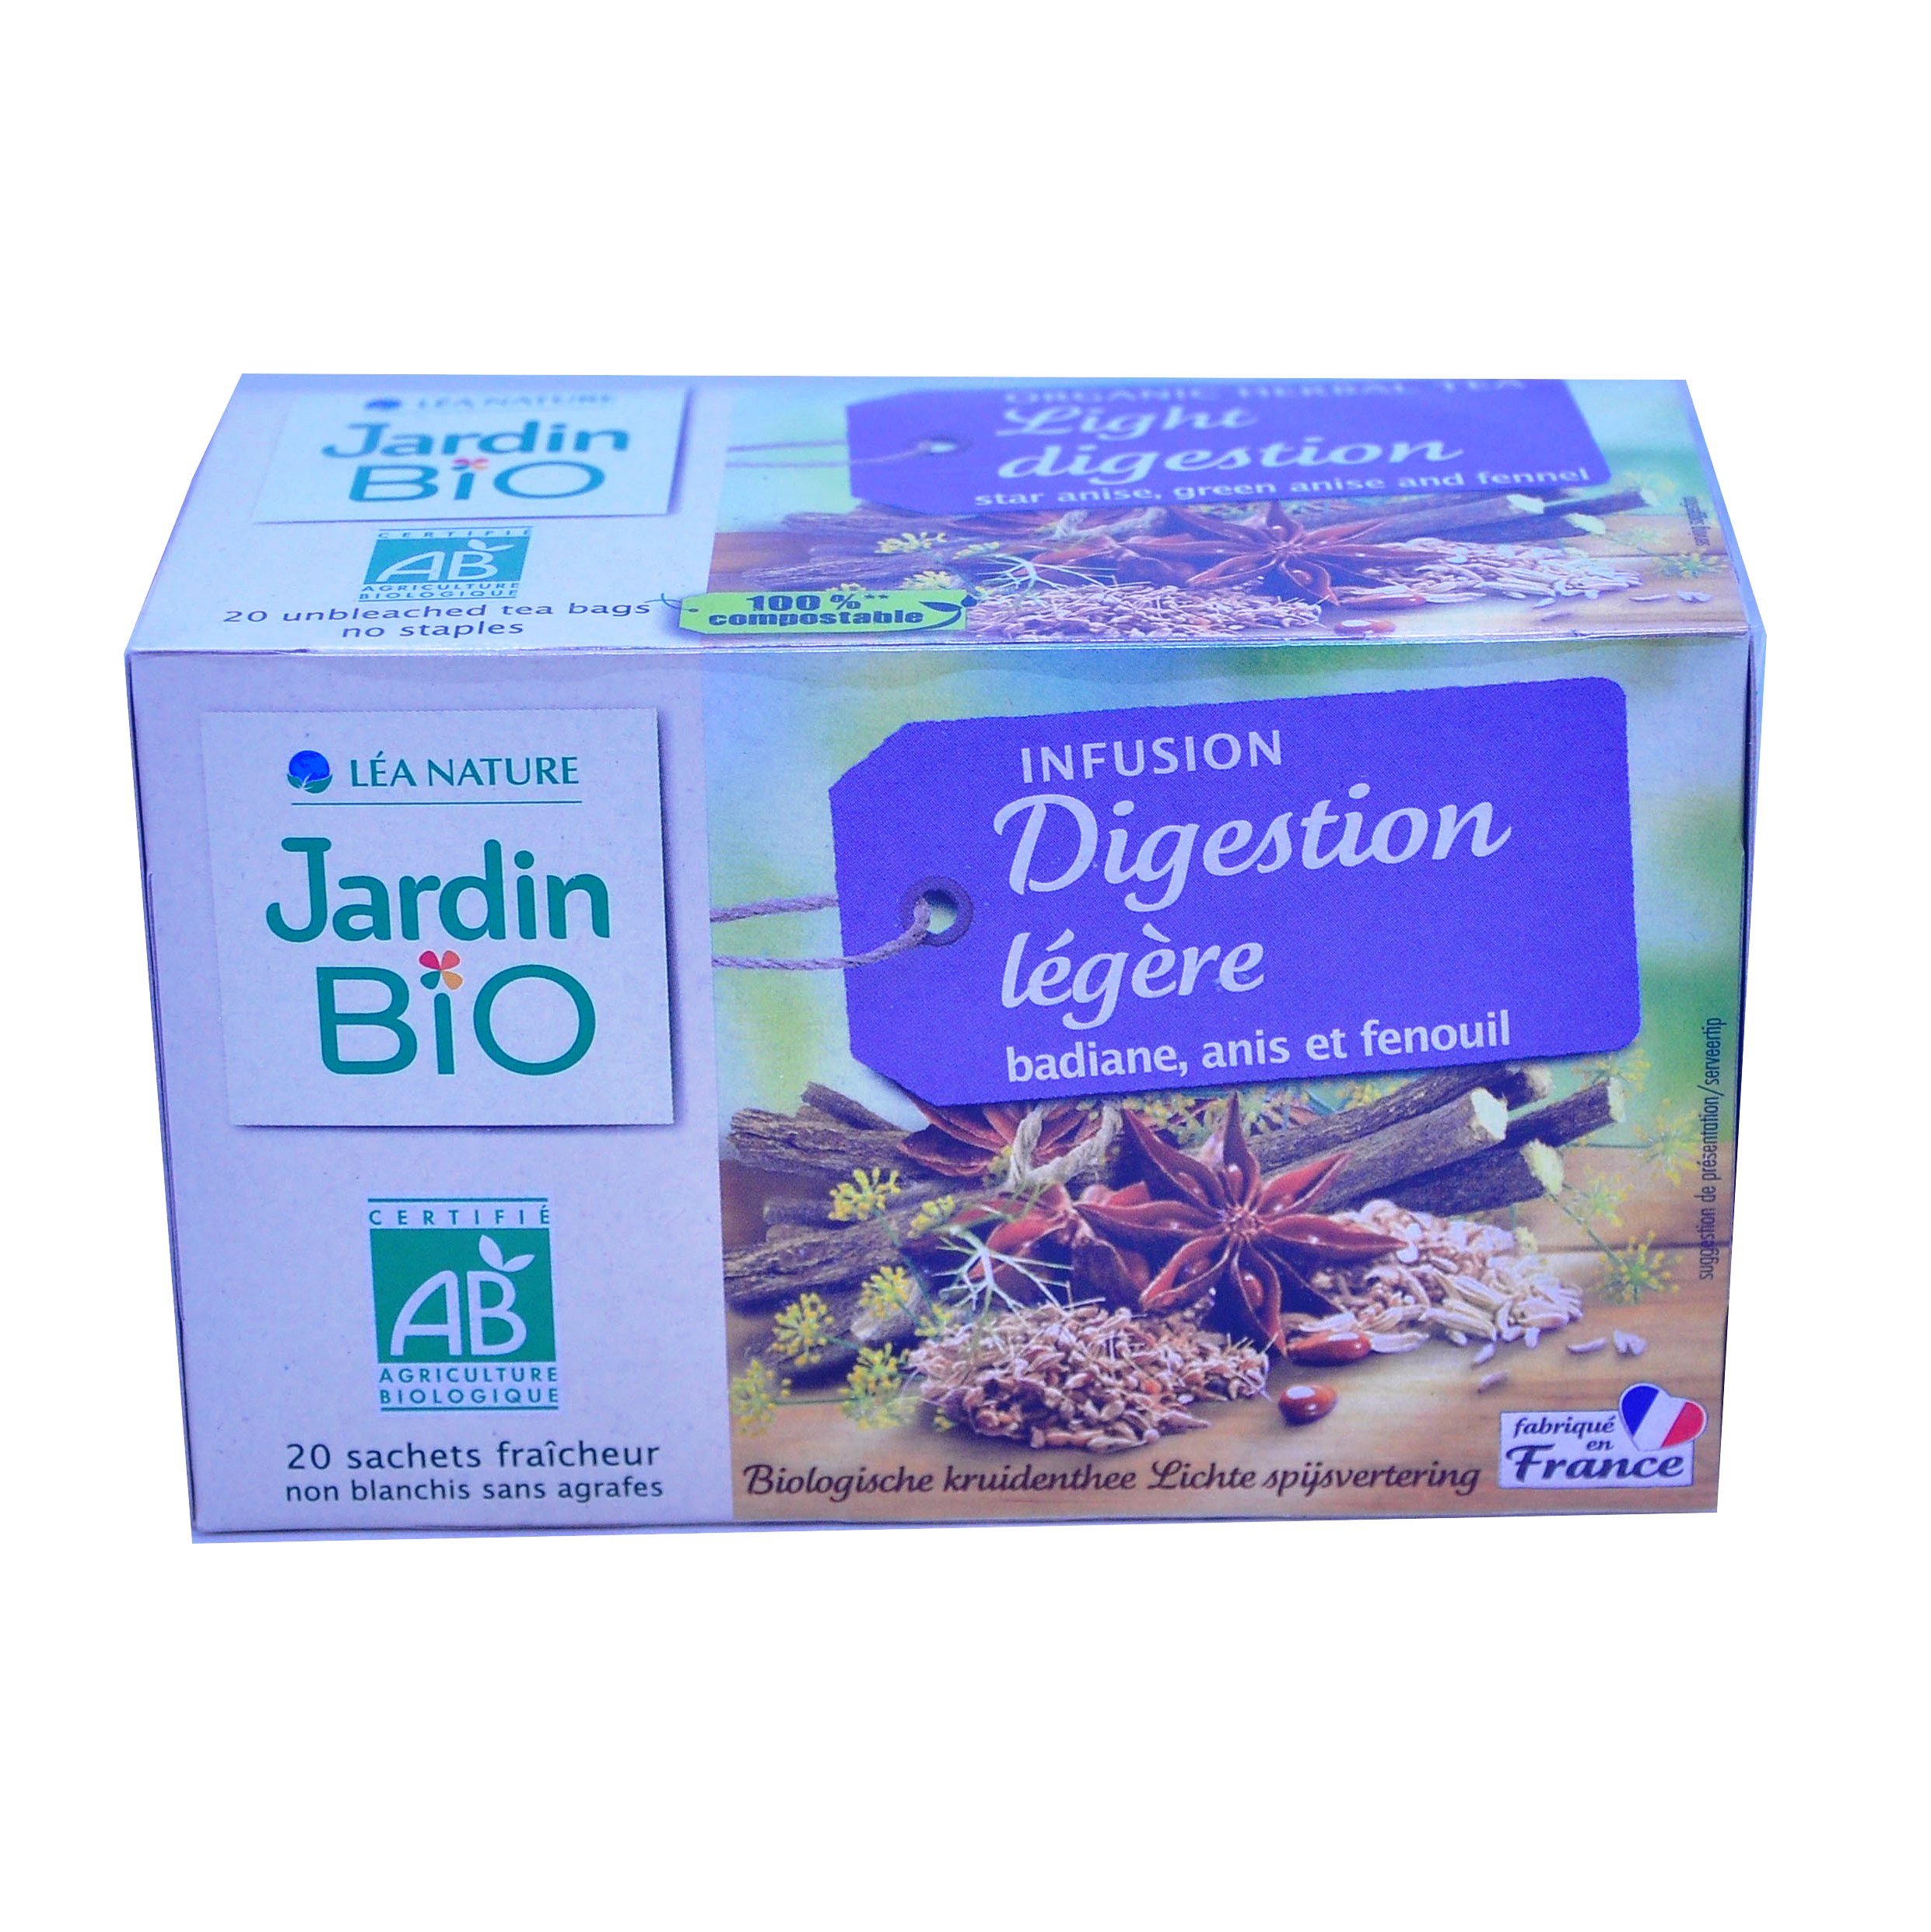 LÉA NATURE
Jardin
BiO
CERTIFIÉ
AB
AGRICULTURE
BIOLOGIQUE
20 unbleached tea bags
no staples
100 %**
compostable
ORGANIC HERBAL TEA
Light
digestion
star anise, green anise and fennel
LÉA NATURE
Jardin
BiO
CERTIFIÉ
AB
AGRICULTURE
BIOLOGIQUE
20 sachets fraîcheur
non blanchis sans agrafes
INFUSION
Digestion
légère
badiane, anis et fenouil
suggestion de présentation/serveertip
Biologische kruidenthee Lichte spijsvertering
fabriqué
en
France